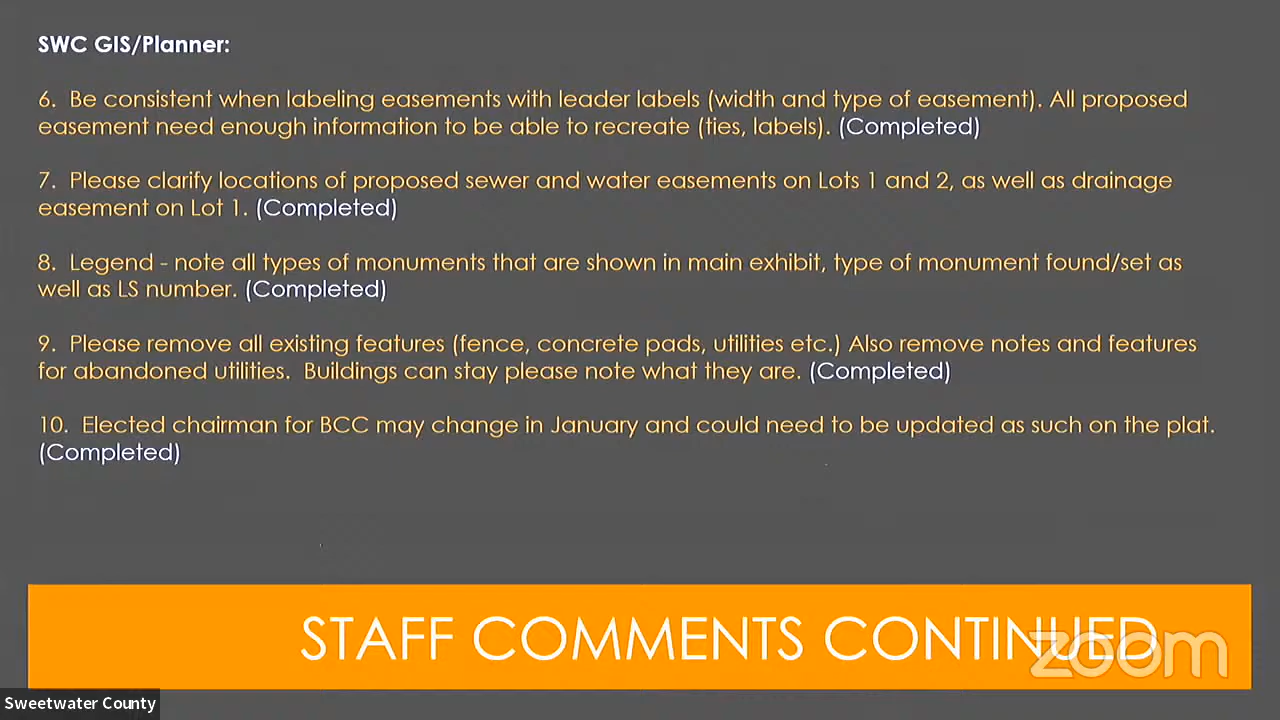 SWC GIS/Planner:
6. Be consistent when labeling easements with leader labels (width and type of easement). All proposed
easement need enough information to be able to recreate (ties, labels). (Completed)
7. Please clarify locations of proposed sewer and water easements on Lots 1 and 2, as well as drainage
easement on Lot 1. (Completed)
8. Legend - note all types of monuments that are shown in main exhibit, type of monument found/set as
well as LS number. (Completed)
9. Please remove all existing features (fence, concrete pads, utilities etc.) Also remove notes and features
for abandoned utilities. Buildings can stay please note what they are. (Completed)
10. Elected chairman for BCC may change in January and could need to be updated as such on the plat.
(Completed)
STAFF COMMENTS CONTINUED
zoom
Sweetwater County